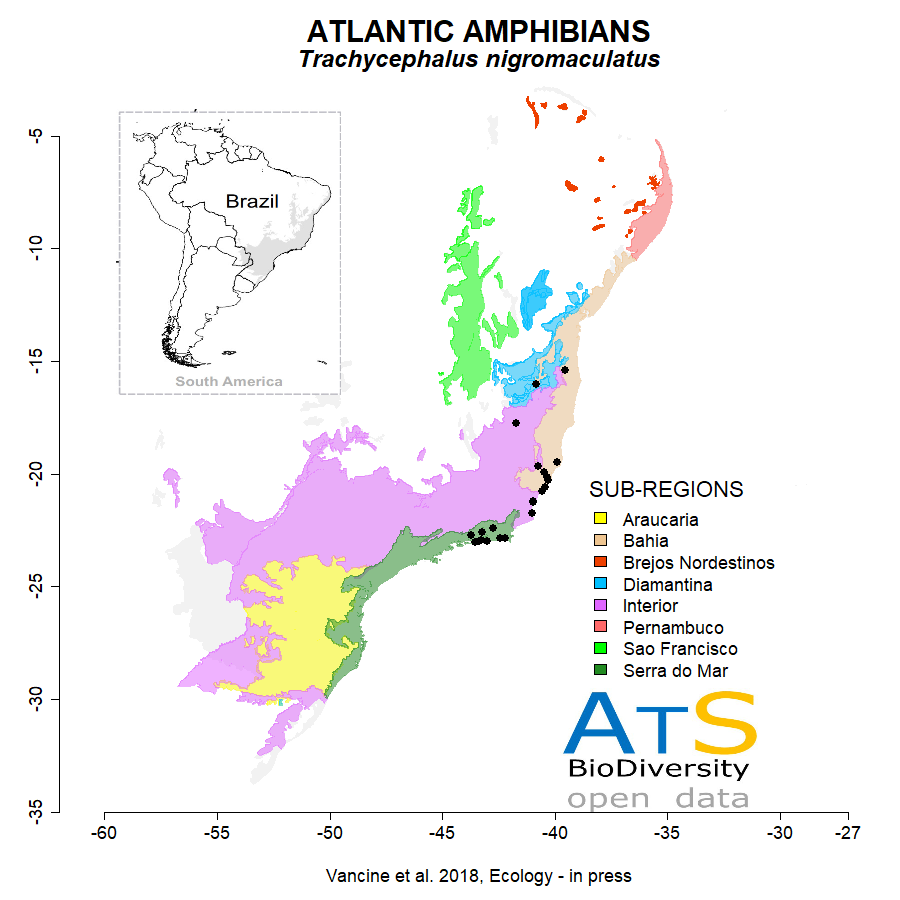 ATLANTIC AMPHIBIANS
Trachycephalus nigromaculatus
Brazil
South America
-5
-10
-15
-20
-25
-30
-35
SUB-REGIONS
Araucaria
Bahia
Brejos Nordestinos
Diamantina
Interior
Pernambuco
Sao Francisco
Serra do Mar
ATS
BioDiversity
open data
-60 -55 -50 -45 -40 -35 -30 -27
Vancine et al. 2018, Ecology - in press